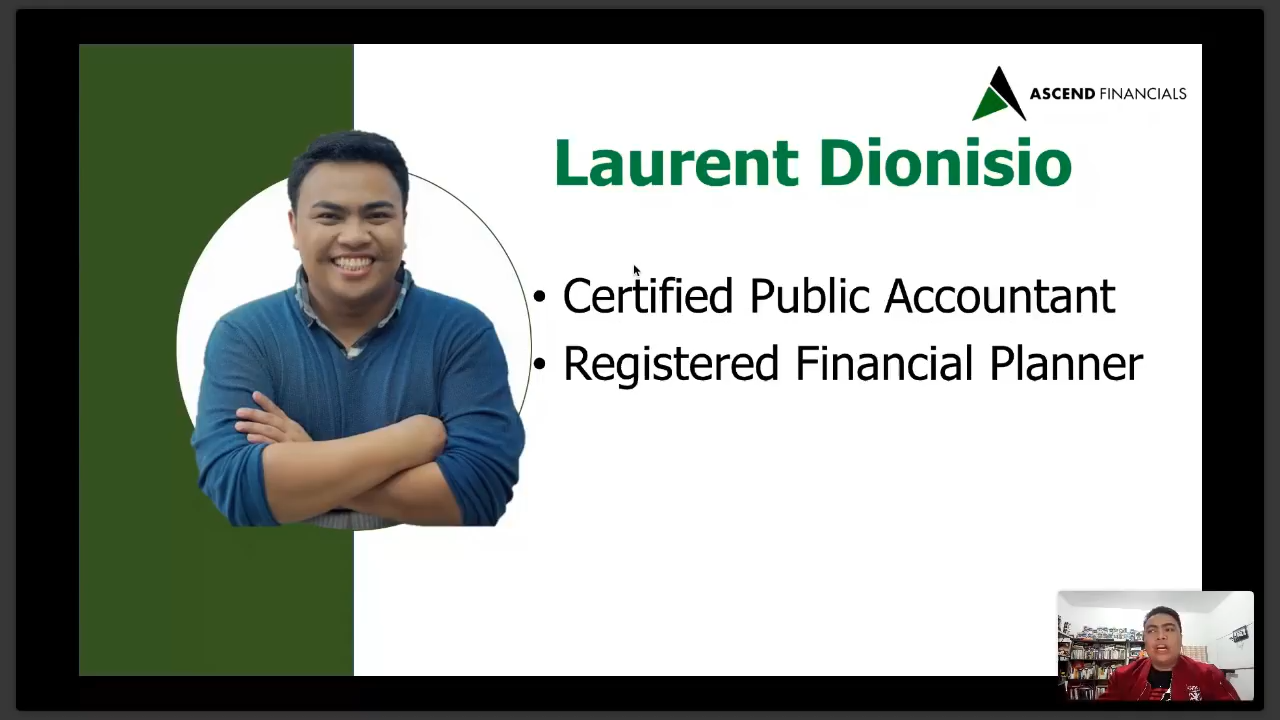 ASCEND FINANCIALS
Laurent Dionisio
• Certified Public Accountant
• Registered Financial Planner